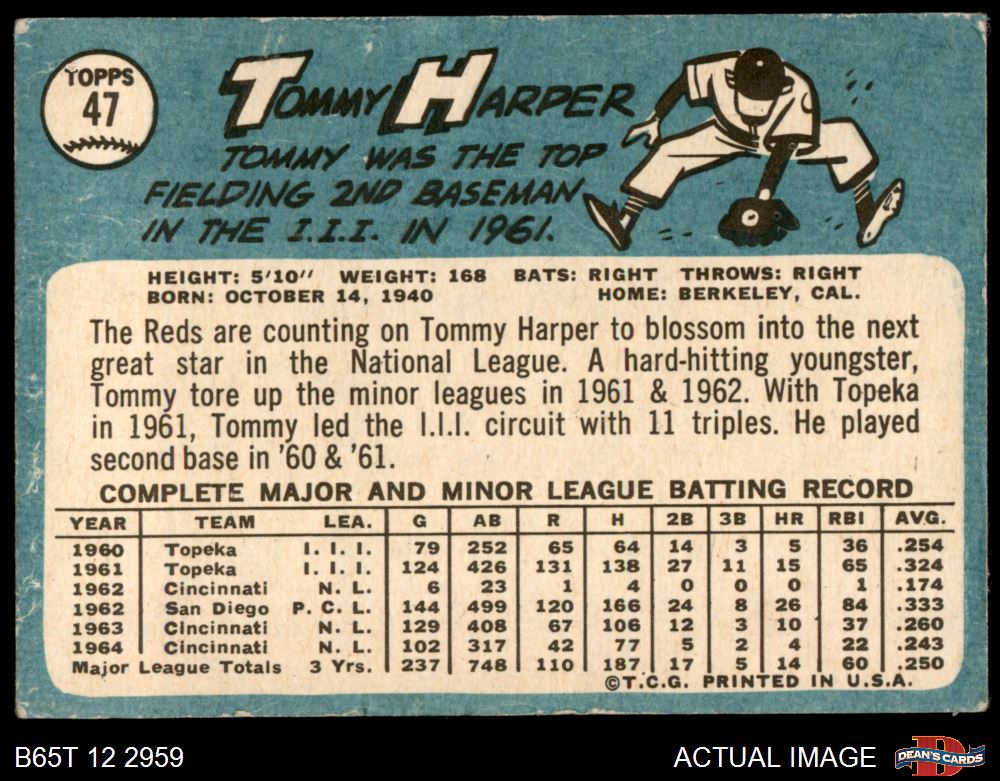 TOPPS
47
TOMMY HARPER
TOMMY WAS THE TOP
FIELDING 2ND BASEMAN
IN THE I.I.I. IN 1961.
HEIGHT: 5'10" WEIGHT: 168 BATS: RIGHT THROWS: RIGHT
BORN: OCTOBER 14, 1940 HOME: BERKELEY, CAL.
The Reds are counting on Tommy Harper to blossom into the next
great star in the National League. A hard-hitting youngster,
Tommy tore up the minor leagues in 1961 & 1962. With Topeka
in 1961, Tommy led the I.I.I. circuit with 11 triples. He played
second base in '60 & '61.
COMPLETE MAJOR AND MINOR LEAGUE BATTING RECORD
YEAR TEAM LEA. G AB R H 2B 3B HR RBI AVG.
1960 Topeka I. I. I. 79 252 65 64 14 3 5 36 .254
1961 Topeka I. I. I. 124 426 131 138 27 11 15 65 .324
1962 Cincinnati N. L. 6 23 1 4 0 0 0 1 .174
1962 San Diego P. C. L. 144 499 120 166 24 8 26 84 .333
1963 Cincinnati N. L. 129 408 67 106 12 3 10 37 .260
1964 Cincinnati N. L. 102 317 42 77 5 2 4 22 .243
Major League Totals 3 Yrs. 237 748 110 187 17 5 14 60 .250
©T.C.G. PRINTED IN U.S.A.
B65T 12 2959 ACTUAL IMAGE
DEAN'S CARDS